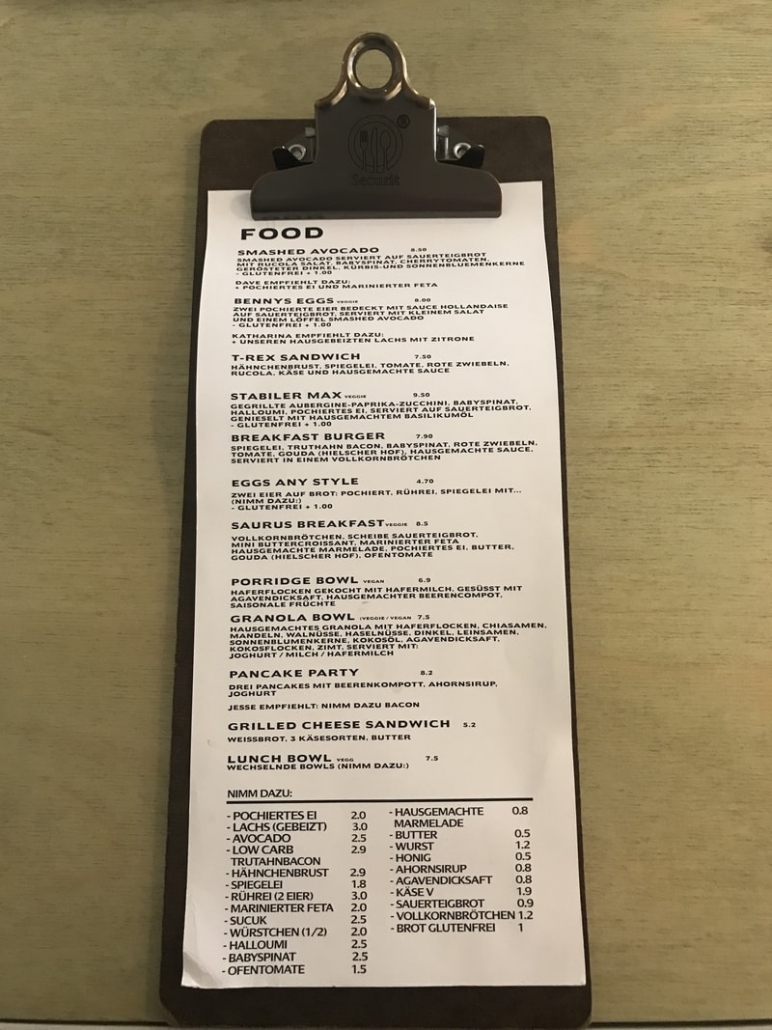 FOOD
SMASHED AVOCADO 8.50
SMASHED AVOCADO SERVIERT AUF SAUERTEIGBROT
MIT RUCOLA SALAT, BABYSPINAT, CHERRYTOMATEN,
GERÖSTETER DINKEL, KÜRBIS-UND SONNENBLUEMENKERNE
- GLUTENFREI + 1.00
DAVE EMPFIEHLT DAZU:
+ POCHIERTES EI UND MARINIERTER FETA
BENNYS EGGS VEGGIE 8.00
ZWEI POCHIERTE EIER BEDECKT MIT SAUCE HOLLANDAISE
AUF SAUERTEIGBROT, SERVIERT MIT KLEINEM SALAT
UND EINEM LÖFFEL SMASHED AVOCADO
- GLUTENFREI + 1.00
KATHARINA EMPFIEHLT DAZU:
+ UNSEREN HAUSGEBEIZTEN LACHS MIT ZITRONE
T-REX SANDWICH 7.50
HÄHNCHENBRUST, SPIEGELEI, TOMATE, ROTE ZWIEBELN,
RUCOLA, KÄSE UND HAUSGEMACHTE SAUCE
STABILER MAX VEGGIE 9.50
GEGRILLTE AUBERGINE-PAPRIKA-ZUCCHINI, BABYSPINAT,
HALLOUMI, POCHIERTES EI, SERVIERT AUF SAUERTEIGBROT,
GENIESELT MIT HAUSGEMACHTEM BASILIKUMÖL
- GLUTENFREI + 1.00
BREAKFAST BURGER 7.90
SPIEGELEI, TRUTHAHN BACON, BABYSPINAT, ROTE ZWIEBELN,
TOMATE, GOUDA (HIELSCHER HOF), HAUSGEMACHTE SAUCE,
SERVIERT IN EINEM VOLLKORNBRÖTCHEN
EGGS ANY STYLE 4.70
ZWEI EIER AUF BROT: POCHIERT, RÜHREI, SPIEGELEI MIT...
(NIMM DAZU:)
- GLUTENFREI + 1.00
SAURUS BREAKFAST VEGGIE 8.5
VOLLKORNBRÖTCHEN, SCHEIBE SAUERTEIGBROT,
MINI BUTTERCROISSANT, MARINIERTER FETA
HAUSGEMACHTE MARMELADE, POCHIERTES EI, BUTTER,
GOUDA (HIELSCHER HOF), OFENTOMATE
PORRIDGE BOWL VEGAN 6.9
HAFERFLOCKEN GEKOCHT MIT HAFERMILCH, GESÜSST MIT
AGAVENDICKSAFT, HAUSGEMACHTER BEERENCOMPOT,
SAISONALE FRÜCHTE
GRANOLA BOWL (VEGGIE / VEGAN 7.5
HAUSGEMACHTES GRANOLA MIT HAFERFLOCKEN, CHIASAMEN,
MANDELN, WALNÜSSE, HASELNÜSSE, DINKEL, LEINSAMEN,
SONNENBLUMENKERNE, KOKOSÖL, AGAVENDICKSAFT,
KOKOSFLOCKEN, ZIMT, SERVIERT MIT:
JOGHURT / MILCH / HAFERMILCH
PANCAKE PARTY 8.2
DREI PANCAKES MIT BEERENKOMPOTT, AHORNSIRUP,
JOGHURT
JESSE EMPFIEHLT: NIMM DAZU BACON
GRILLED CHEESE SANDWICH 5.2
WEISSBROT, 3 KÄSESORTEN, BUTTER
LUNCH BOWL VEGG 7.5
WECHSELNDE BOWLS (NIMM DAZU:)
NIMM DAZU:
- POCHIERTES EI 2.0
- LACHS (GEBEIZT) 3.0
- AVOCADO 2.5
- LOW CARB 2.9
TRUTAHNBACON
- HÄHNCHENBRUST 2.9
- SPIEGELEI 1.8
- RÜHREI (2 EIER) 3.0
- MARINIERTER FETA 2.0
- SUCUK 2.5
- WÜRSTCHEN (1/2) 2.0
- HALLOUMI 2.5
- BABYSPINAT 2.5
- OFENTOMATE 1.5
- HAUSGEMACHTE 0.8
MARMELADE
- BUTTER 0.5
- WURST 1.2
- HONIG 0.5
- AHORNSIRUP 0.8
- AGAVENDICKSAFT 0.8
- KÄSE V 1.9
- SAUERTEIGBROT 0.9
- VOLLKORNBRÖTCHEN 1.2
- BROT GLUTENFREI 1